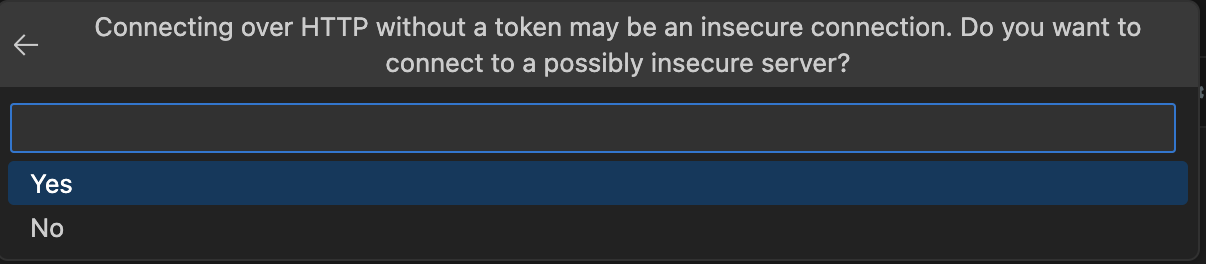 Connecting over HTTP without a token may be an insecure connection. Do you want to
connect to a possibly insecure server?
Yes
No